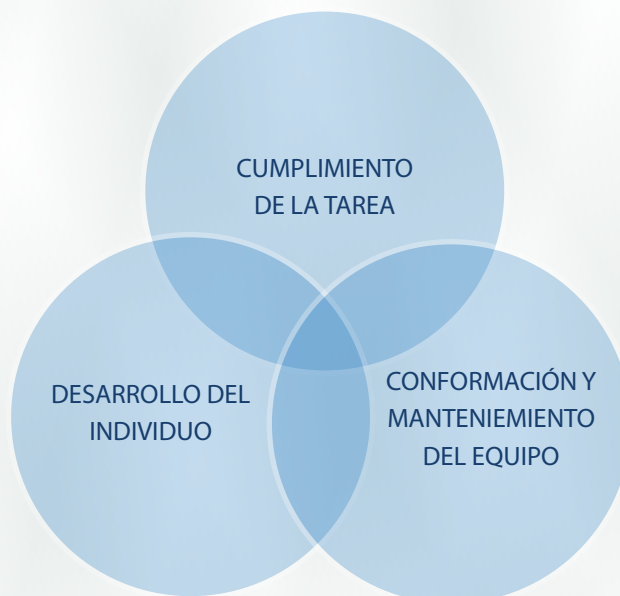 CUMPLIMIENTO
DE LA TAREA
DESARROLLO DEL
INDIVIDUO
CONFORMACIÓN Y
MANTENIEMIENTO
DEL EQUIPO